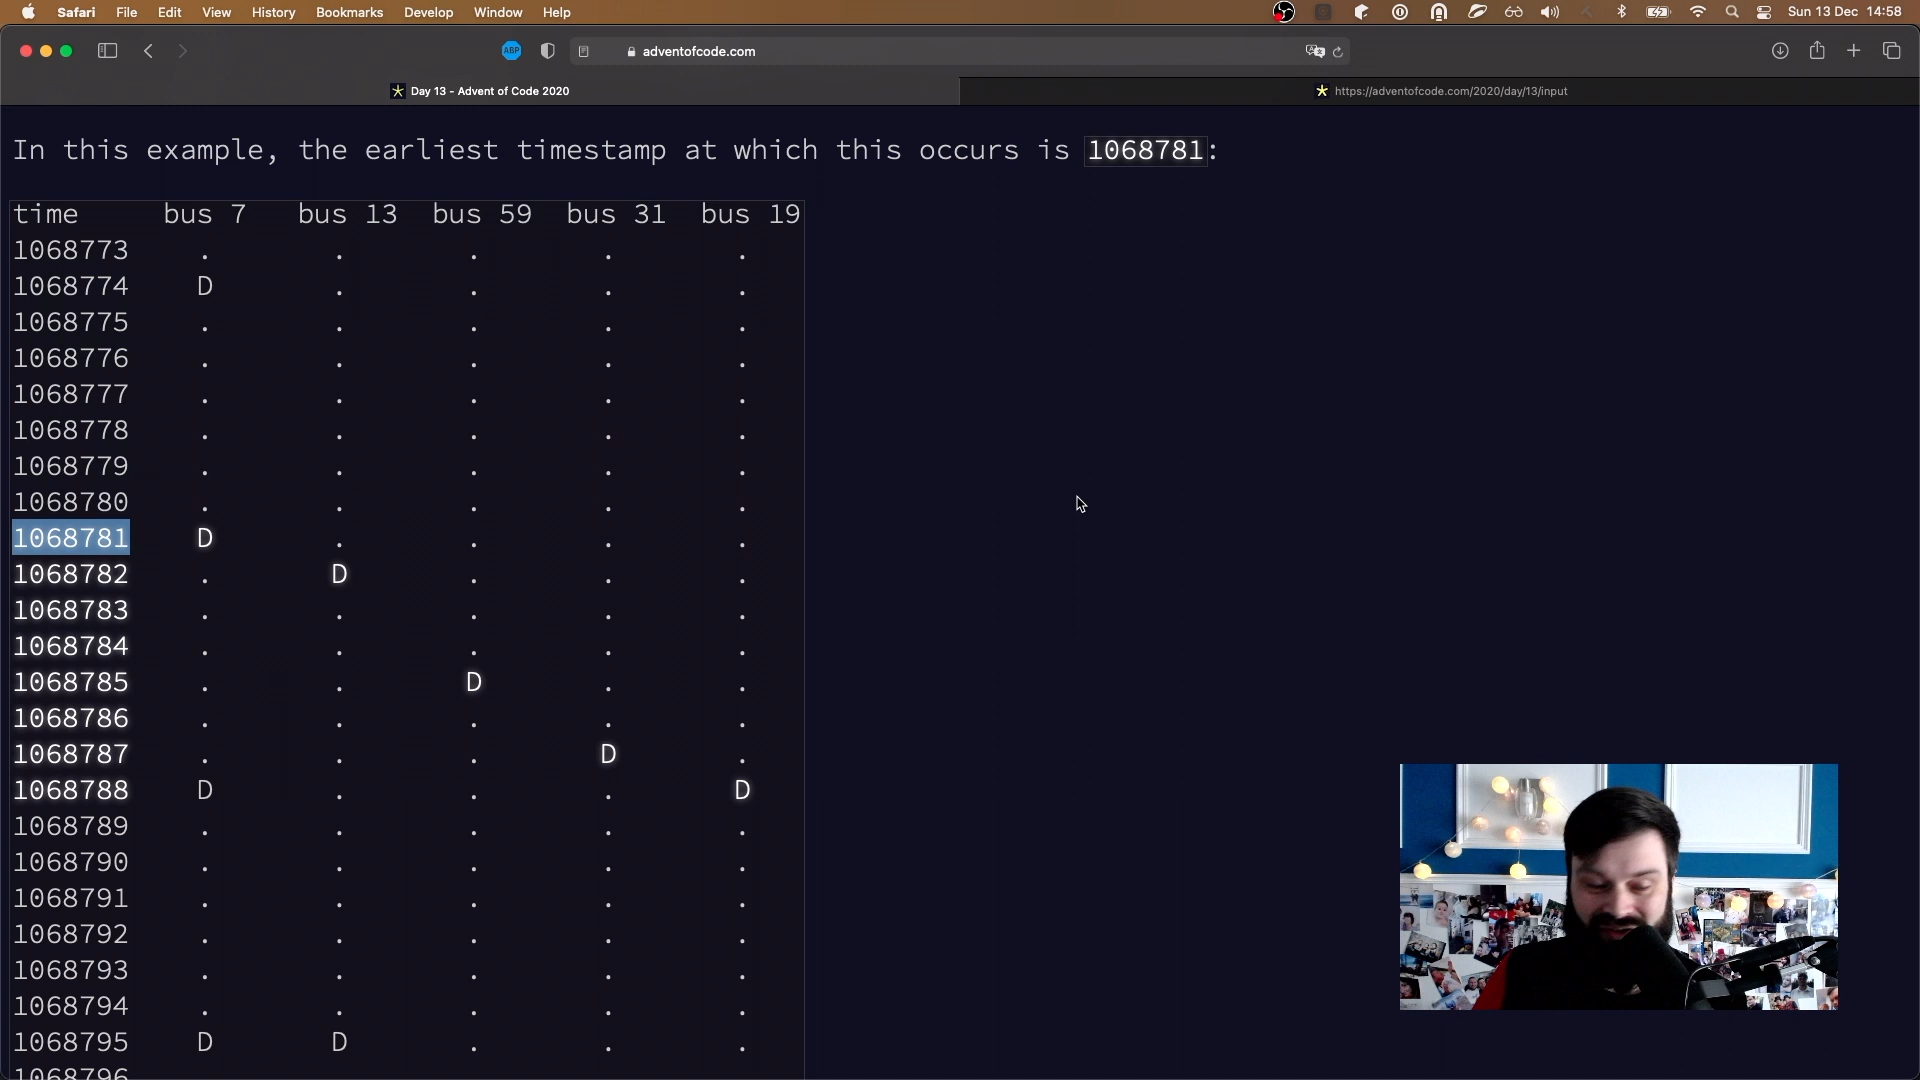 Safari File Edit View History Bookmarks Develop Window Help Sun 13 Dec 14:58
ABP adventofcode.com
Day 13 - Advent of Code 2020 https://adventofcode.com/2020/day/13/input
In this example, the earliest timestamp at which this occurs is 1068781:
time bus 7 bus 13 bus 59 bus 31 bus 19
1068773 . . . . .
1068774 D . . . .
1068775 . . . . .
1068776 . . . . .
1068777 . . . . .
1068778 . . . . .
1068779 . . . . .
1068780 . . . . .
1068781 D . . . .
1068782 . D . . .
1068783 . . . . .
1068784 . . . . .
1068785 . . D . .
1068786 . . . . .
1068787 . . . D .
1068788 D . . . D
1068789 . . . . .
1068790 . . . . .
1068791 . . . . .
1068792 . . . . .
1068793 . . . . .
1068794 . . . . .
1068795 D D . . .
1068796